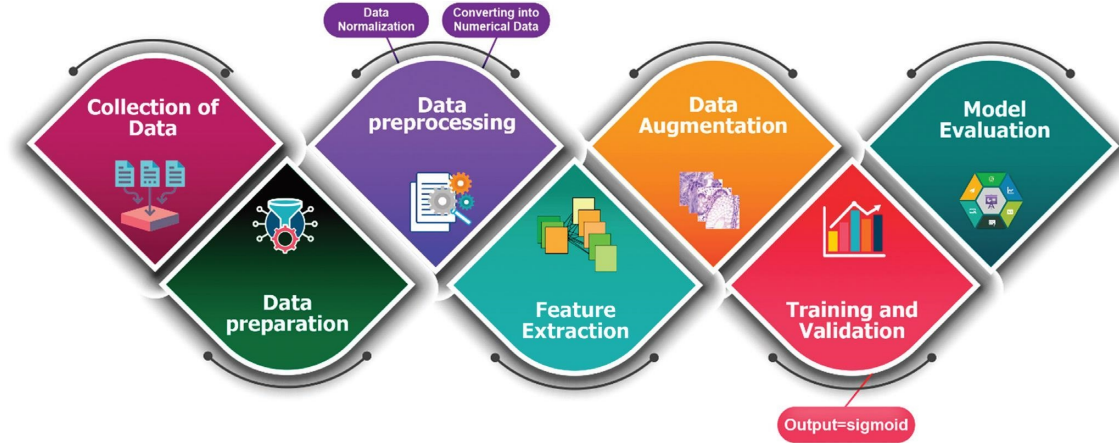 Data
Normalization
Converting into
Numerical Data
Collection of
Data
Data
preparation
Data
preprocessing
Feature
Extraction
Data
Augmentation
Training and
Validation
Output=sigmoid
Model
Evaluation